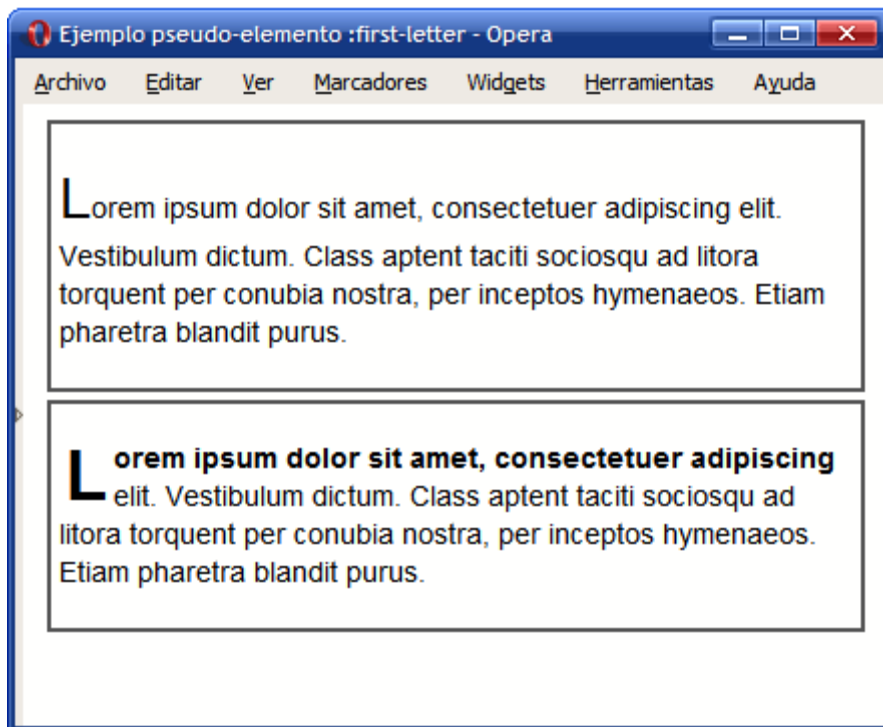 Ejemplo pseudo-elemento :first-letter - Opera
Archivo Editar Ver Marcadores Widgets Herramientas Ayuda
Lorem ipsum dolor sit amet, consectetuer adipiscing elit.
Vestibulum dictum. Class aptent taciti sociosqu ad litora
torquent per conubia nostra, per inceptos hymenaeos. Etiam
pharetra blandit purus.
Lorem ipsum dolor sit amet, consectetuer adipiscing
elit. Vestibulum dictum. Class aptent taciti sociosqu ad
litora torquent per conubia nostra, per inceptos hymenaeos.
Etiam pharetra blandit purus.